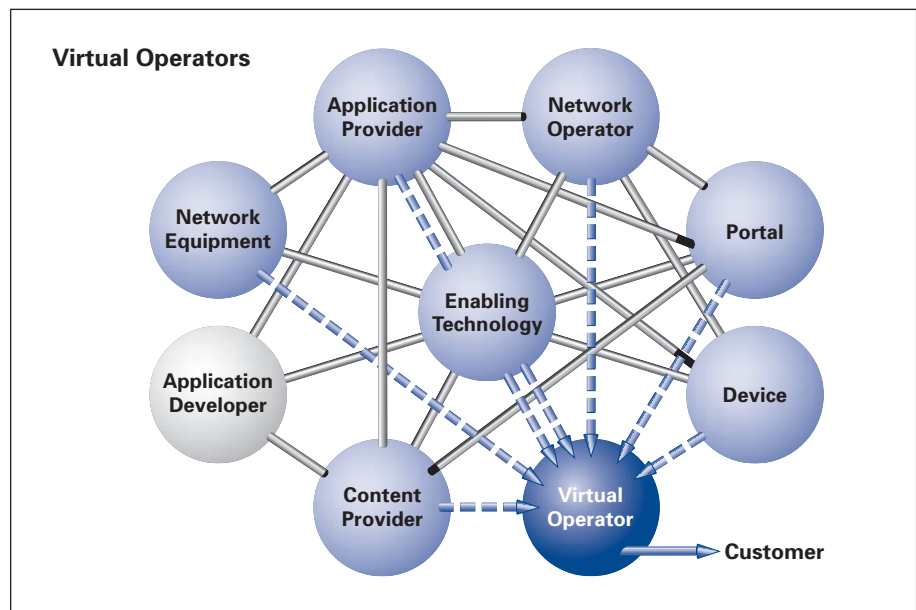 Virtual Operators
Application
Provider
Network
Operator
Network
Equipment
Portal
Enabling
Technology
Application
Developer
Device
Content
Provider
Virtual
Operator
Customer